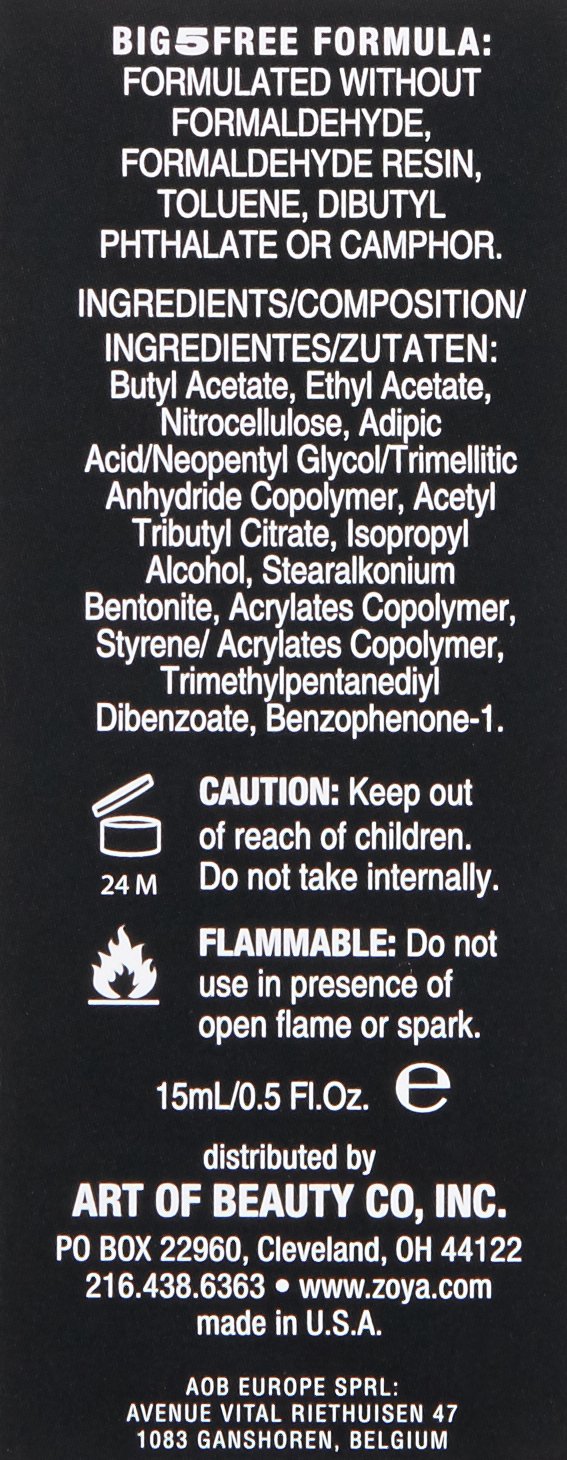 BIG5FREE FORMULA:
FORMULATED WITHOUT
FORMALDEHYDE,
FORMALDEHYDE RESIN,
TOLUENE, DIBUTYL
PHTHALATE OR CAMPHOR.
INGREDIENTS/COMPOSITION/
INGREDIENTES/ZUTATEN:
Butyl Acetate, Ethyl Acetate,
Nitrocellulose, Adipic
Acid/Neopentyl Glycol/Trimellitic
Anhydride Copolymer, Acetyl
Tributyl Citrate, Isopropyl
Alcohol, Stearalkonium
Bentonite, Acrylates Copolymer,
Styrene/ Acrylates Copolymer,
Trimethylpentanediyl
Dibenzoate, Benzophenone-1.
CAUTION: Keep out
of reach of children.
Do not take internally.
24 M
FLAMMABLE: Do not
use in presence of
open flame or spark.
15mL/0.5 Fl.Oz. e
distributed by
ART OF BEAUTY CO, INC.
PO BOX 22960, Cleveland, OH 44122
216.438.6363 • www.zoya.com
made in U.S.A.
AOB EUROPE SPRL:
AVENUE VITAL RIETHUISEN 47
1083 GANSHOREN, BELGIUM